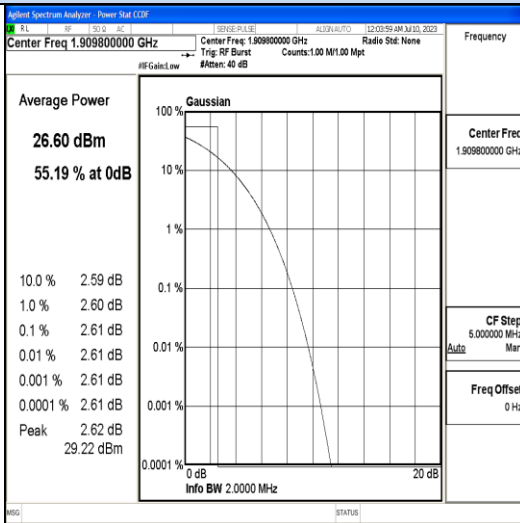 Agilent Spectrum Analyzer - Power Stat CCDF
LXI RL RF 50 Ω AC SENSE:PULSE ALIGN AUTO 12:03:59 AM Jul 10, 2023
Center Freq 1.909800000 GHz
Center Freq: 1.909800000 GHz Radio Std: None
Trig: RF Burst Counts:1.00 M/1.00 Mpt
#IFGain:Low #Atten: 40 dB
Frequency
Average Power
26.60 dBm
55.19 % at 0dB
10.0 % 2.59 dB
1.0 % 2.60 dB
0.1 % 2.61 dB
0.01 % 2.61 dB
0.001 % 2.61 dB
0.0001 % 2.61 dB
Peak 2.62 dB
29.22 dBm
Gaussian
100 %
10 %
1 %
0.1 %
0.01 %
0.001 %
0.0001 %
0 dB 20 dB
Info BW 2.0000 MHz
Center Freq
1.909800000 GHz
CF Step
5.000000 MHz
Auto Man
Freq Offset
0 Hz
MSG STATUS